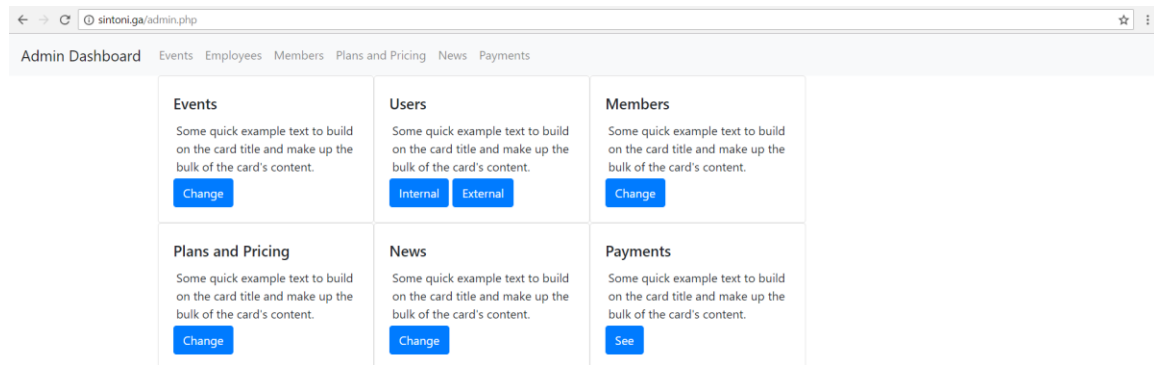 sintoni.ga/admin.php
Admin Dashboard Events Employees Members Plans and Pricing News Payments
Events
Some quick example text to build
on the card title and make up the
bulk of the card's content.
Change
Users
Some quick example text to build
on the card title and make up the
bulk of the card's content.
Internal External
Members
Some quick example text to build
on the card title and make up the
bulk of the card's content.
Change
Plans and Pricing
Some quick example text to build
on the card title and make up the
bulk of the card's content.
Change
News
Some quick example text to build
on the card title and make up the
bulk of the card's content.
Change
Payments
Some quick example text to build
on the card title and make up the
bulk of the card's content.
See